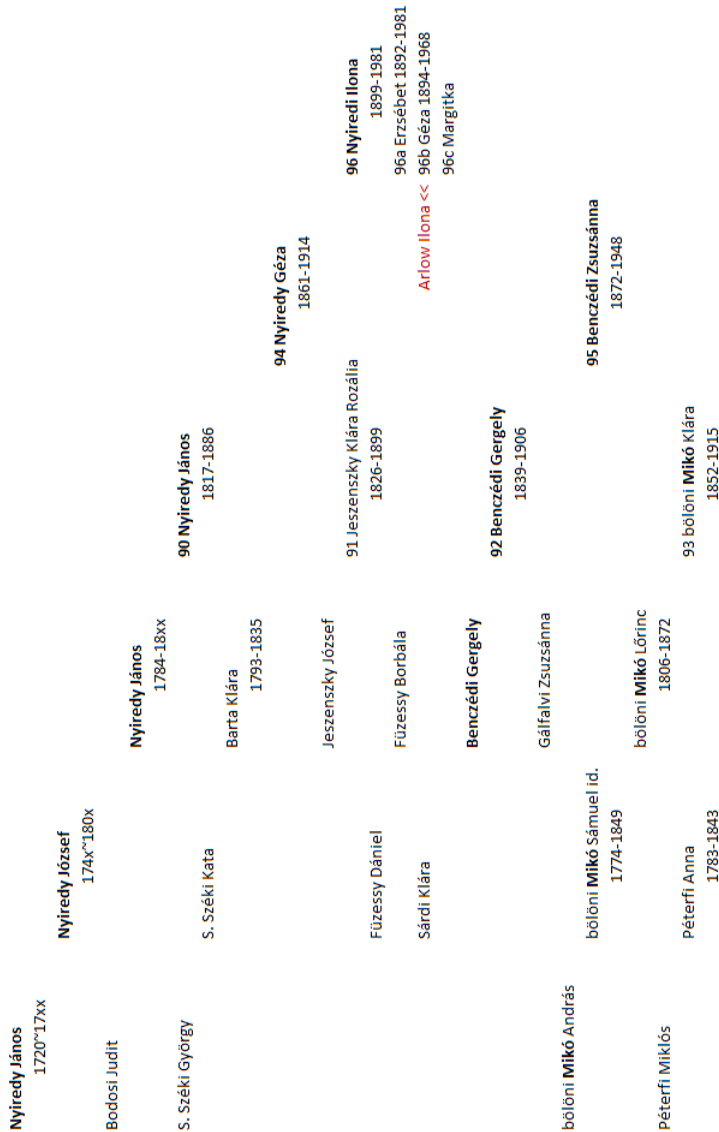 Nyiredy János
1720~17xx
Bodosi Judit
S. Széki György
bölöni Mikó András
Péterfi Miklós
Nyiredy József
174x~180x
S. Széki Kata
Füzessy Dániel
Sárdi Klára
bölöni Mikó Sámuel id.
1774-1849
Péterfi Anna
1783-1843
Nyiredy János
1784-18xx
Barta Klára
1793-1835
Jeszenszky József
Füzessy Borbála
Benczédi Gergely
Gálfalvi Zsuzsánna
bölöni Mikó Lőrinc
1806-1872
90 Nyiredy János
1817-1886
91 Jeszenszky Klára Rozália
1826-1899
92 Benczédi Gergely
1839-1906
93 bölöni Mikó Klára
1852-1915
94 Nyiredy Géza
1861-1914
95 Benczédi Zsuzsánna
1872-1948
96 Nyiredi Ilona
1899-1981
96a Erzsébet 1892-1981
Arlow Ilona << 96b Géza 1894-1968
96c Margitka